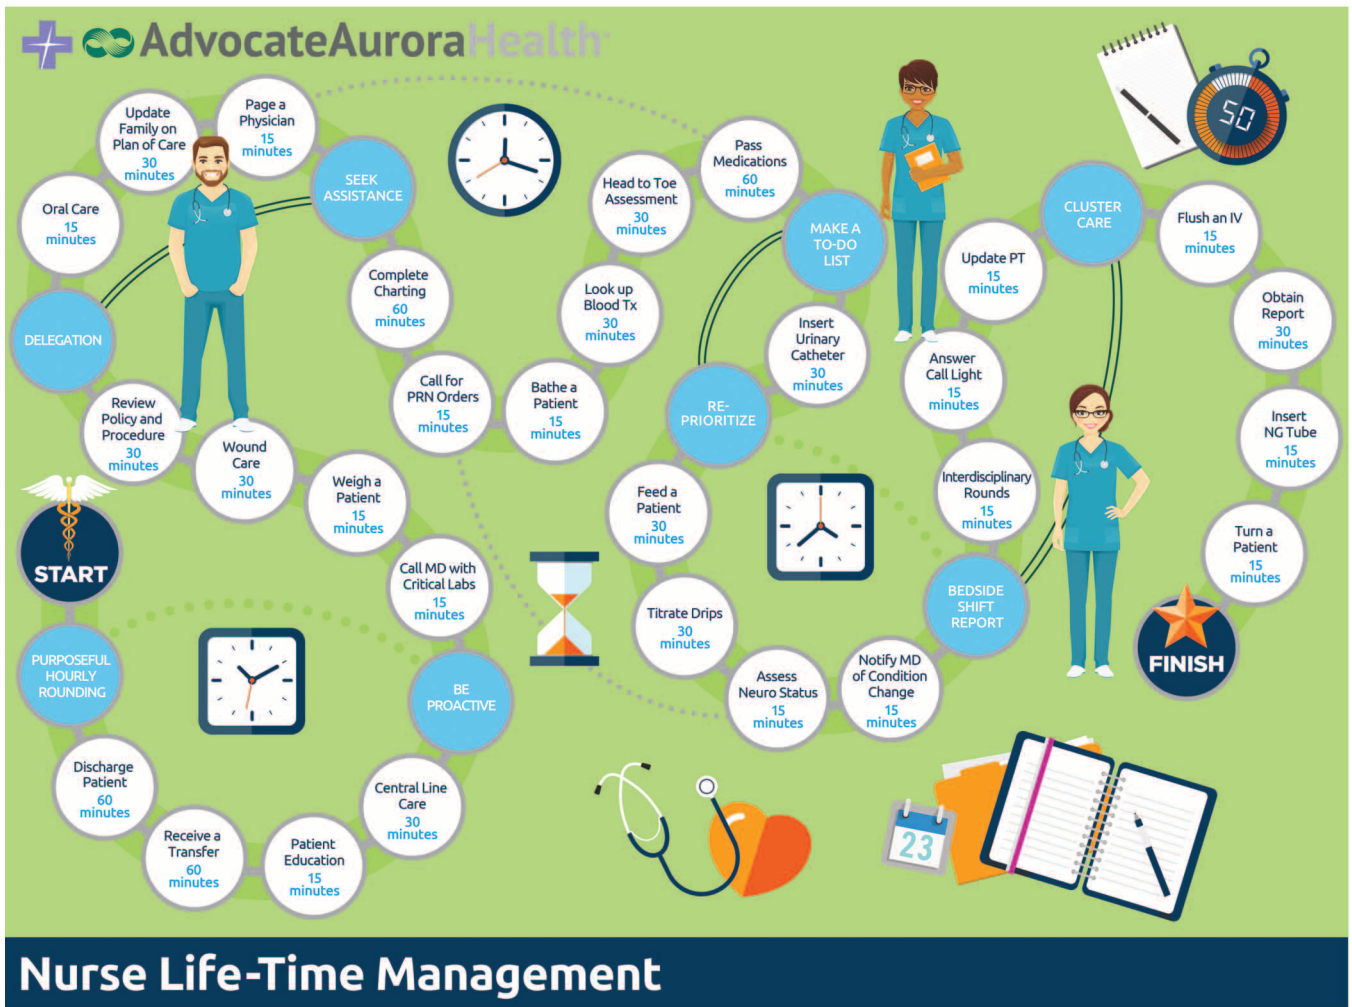 AdvocateAuroraHealth
START
PURPOSEFUL
HOURLY
ROUNDING
Discharge
Patient
60
minutes
Receive a
Transfer
60
minutes
Patient
Education
15
minutes
Central Line
Care
30
minutes
BE
PROACTIVE
Call MD with
Critical Labs
15
minutes
Weigh a
Patient
15
minutes
Wound
Care
30
minutes
Review
Policy and
Procedure
30
minutes
DELEGATION
Oral Care
15
minutes
Update
Family on
Plan of Care
30
minutes
Page a
Physician
15
minutes
SEEK
ASSISTANCE
Complete
Charting
60
minutes
Call for
PRN Orders
15
minutes
Bathe a
Patient
15
minutes
Look up
Blood Tx
30
minutes
Head to Toe
Assessment
30
minutes
Pass
Medications
60
minutes
MAKE A
TO-DO
LIST
Insert
Urinary
Catheter
30
minutes
RE-
PRIORITIZE
Feed a
Patient
30
minutes
Titrate Drips
30
minutes
Assess
Neuro Status
15
minutes
Notify MD
of Condition
Change
15
minutes
BEDSIDE
SHIFT
REPORT
Interdisciplinary
Rounds
15
minutes
Answer
Call Light
15
minutes
Update PT
15
minutes
CLUSTER
CARE
Flush an IV
15
minutes
Obtain
Report
30
minutes
Insert
NG Tube
15
minutes
Turn a
Patient
15
minutes
FINISH
50
23
Nurse Life-Time Management